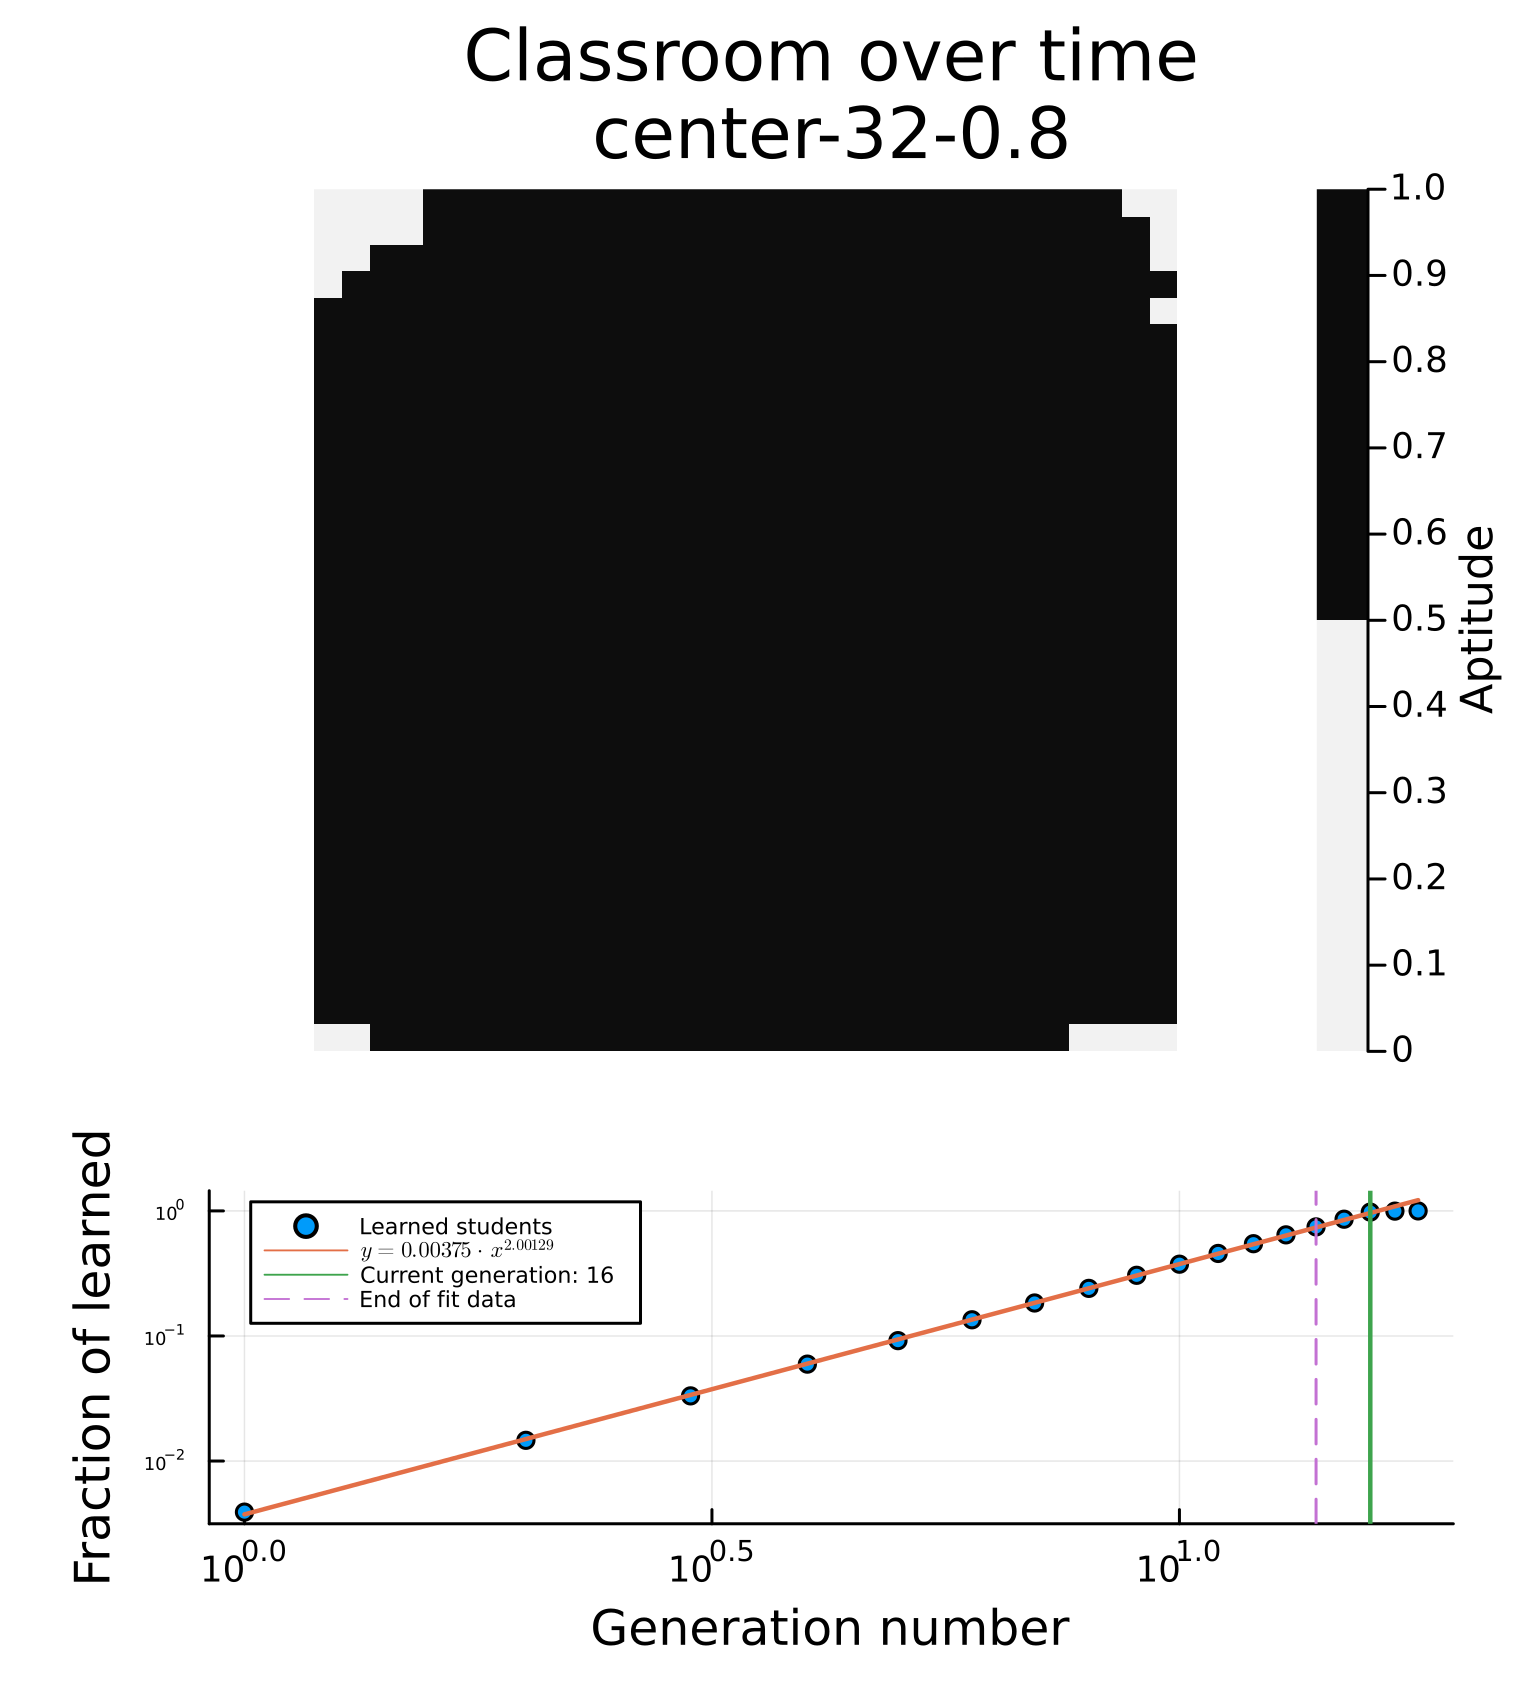 Classroom over time
center-32-0.8
1.0
0.9
0.8
0.7
0.6
0.5
0.4
0.3
0.2
0.1
0
Aptitude
Fraction of learned
10⁰
10⁻¹
10⁻²
Learned students
y = 0.00375 · x^2.00129
Current generation: 16
End of fit data
10^0.0
10^0.5
10^1.0
Generation number